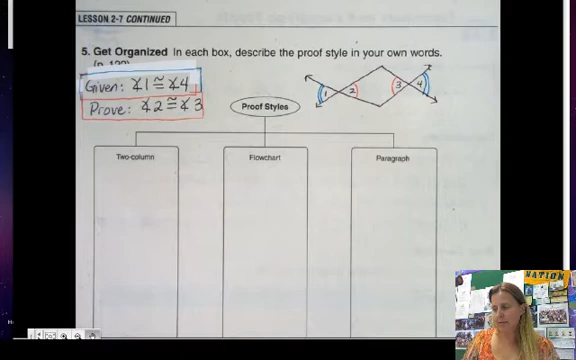 LESSON 2-7 CONTINUED
5. Get Organized In each box, describe the proof style in your own words.
Given: ∡1 ≅ ∡4
Prove: ∡2 ≅ ∡3
1 2 3 4
Proof Styles
Two-column Flowchart Paragraph
NATION